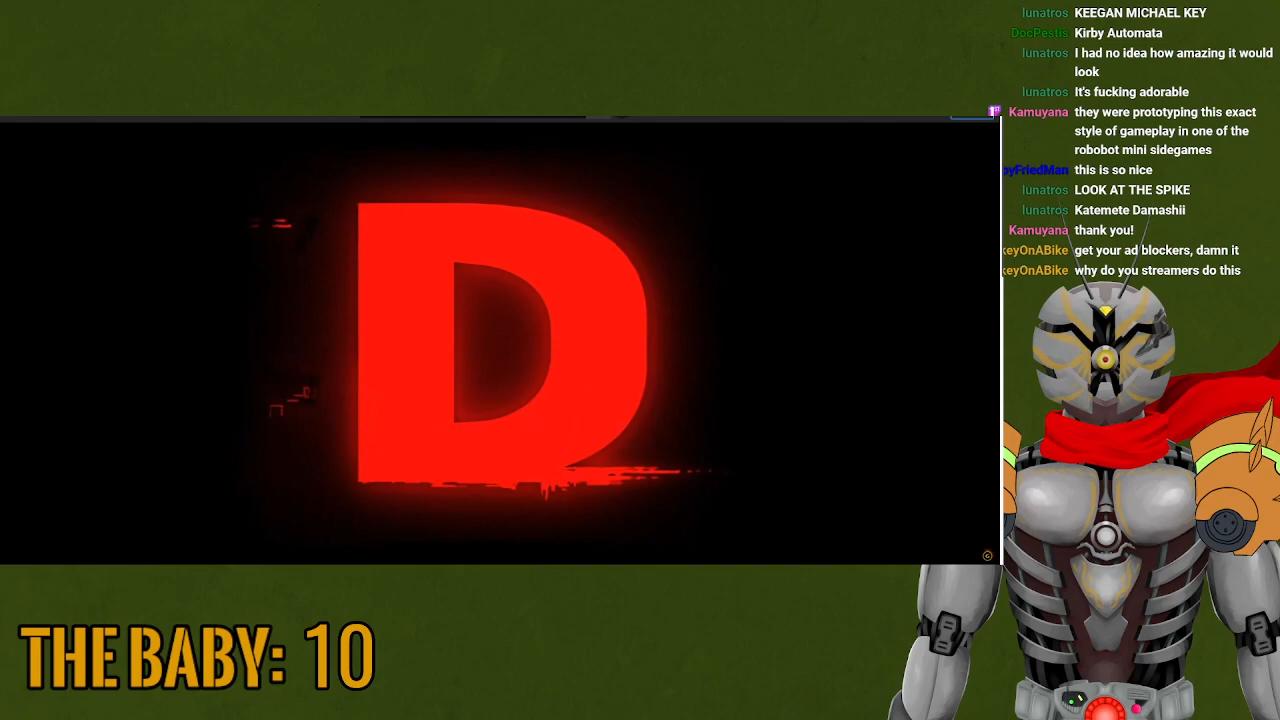 lunatros KEEGAN MICHAEL KEY
DocPestis Kirby Automata
lunatros I had no idea how amazing it would
look
lunatros It's fucking adorable
Kamuyana they were prototyping this exact
style of gameplay in one of the
robobot mini sidegames
oyFriedMan this is so nice
lunatros LOOK AT THE SPIKE
lunatros Katemete Damashii
Kamuyana thank you!
keyOnABike get your ad blockers, damn it
keyOnABike why do you streamers do this
D
THE BABY: 10